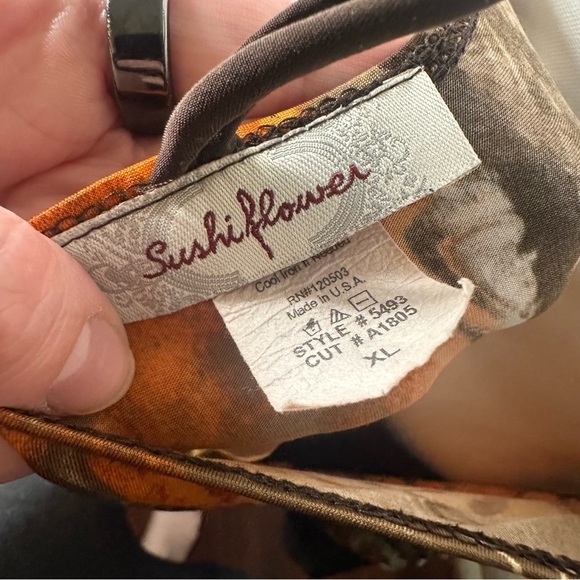 Sushi flower
Cool Iron If Needed
RN#120503
Made in U.S.A.
STYLE # 5493
CUT # A1805
XL